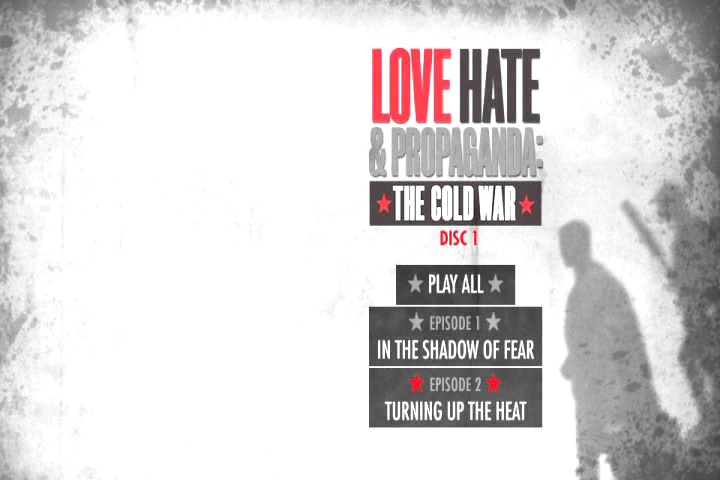 LOVE HATE
& PROPAGANDA:
THE COLD WAR
DISC 1
PLAY ALL
EPISODE 1
IN THE SHADOW OF FEAR
EPISODE 2
TURNING UP THE HEAT